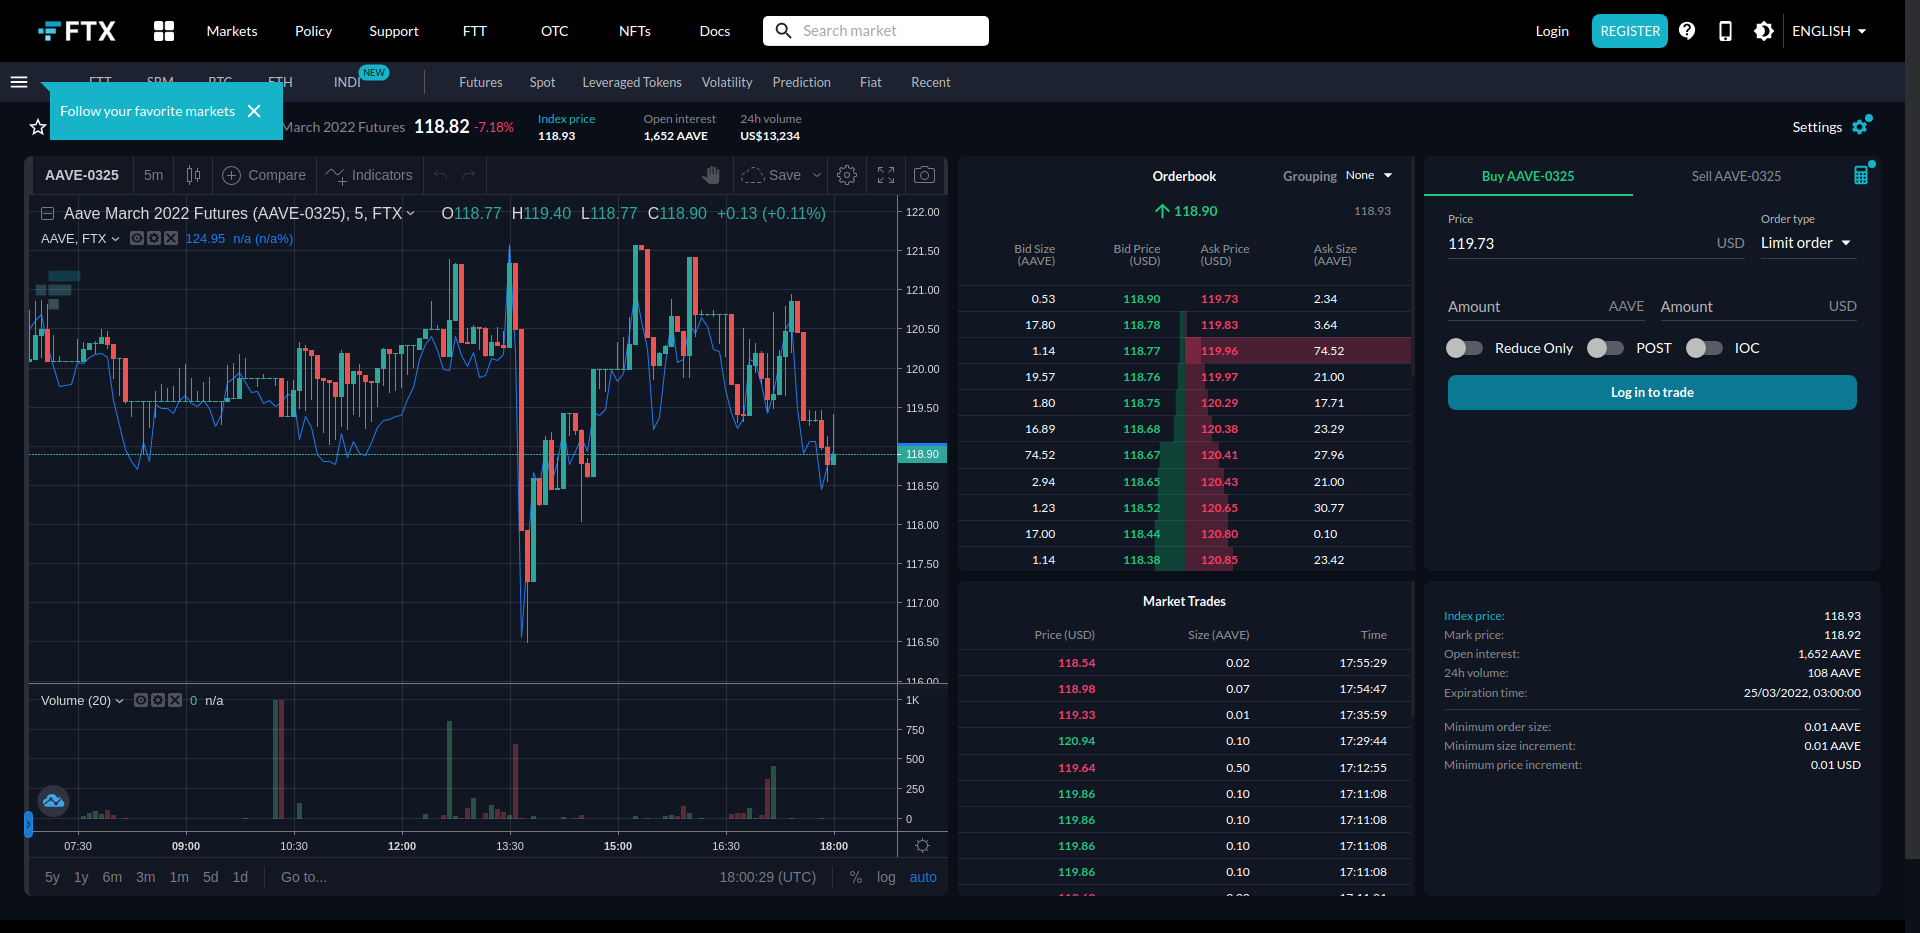 FTX
Markets Policy Support FTT OTC NFTs Docs Search market Login REGISTER ENGLISH
INDI NEW Futures Spot Leveraged Tokens Volatility Prediction Fiat Recent
Follow your favorite markets
March 2022 Futures 118.82 -7.18%
Index price
118.93
Open interest
1,652 AAVE
24h volume
US$13,234
Settings
AAVE-0325 5m Compare Indicators Save
Aave March 2022 Futures (AAVE-0325), 5, FTX O118.77 H119.40 L118.77 C118.90 +0.13 (+0.11%)
AAVE, FTX 124.95 n/a (n/a%)
122.00
121.50
121.00
120.50
120.00
119.50
118.90
118.50
118.00
117.50
117.00
116.50
116.00
Volume (20) 0 n/a
1K
750
500
250
0
07:30 09:00 10:30 12:00 13:30 15:00 16:30 18:00
5y 1y 6m 3m 1m 5d 1d Go to... 18:00:29 (UTC) % log auto
Orderbook Grouping None
118.90 118.93
Bid Size (AAVE) Bid Price (USD) Ask Price (USD) Ask Size (AAVE)
0.53 118.90 119.73 2.34
17.80 118.78 119.83 3.64
1.14 118.77 119.96 74.52
19.57 118.76 119.97 21.00
1.80 118.75 120.29 17.71
16.89 118.68 120.38 23.29
74.52 118.67 120.41 27.96
2.94 118.65 120.43 21.00
1.23 118.52 120.65 30.77
17.00 118.44 120.80 0.10
1.14 118.38 120.85 23.42
Market Trades
Price (USD) Size (AAVE) Time
118.54 0.02 17:55:29
118.98 0.07 17:54:47
119.33 0.01 17:35:59
120.94 0.10 17:29:44
119.64 0.50 17:12:55
119.86 0.10 17:11:08
119.86 0.10 17:11:08
119.86 0.10 17:11:08
119.86 0.10 17:11:08
Buy AAVE-0325 Sell AAVE-0325
Price Order type
119.73 USD Limit order
Amount AAVE Amount USD
Reduce Only POST IOC
Log in to trade
Index price: 118.93
Mark price: 118.92
Open interest: 1,652 AAVE
24h volume: 108 AAVE
Expiration time: 25/03/2022, 03:00:00
Minimum order size: 0.01 AAVE
Minimum size increment: 0.01 AAVE
Minimum price increment: 0.01 USD